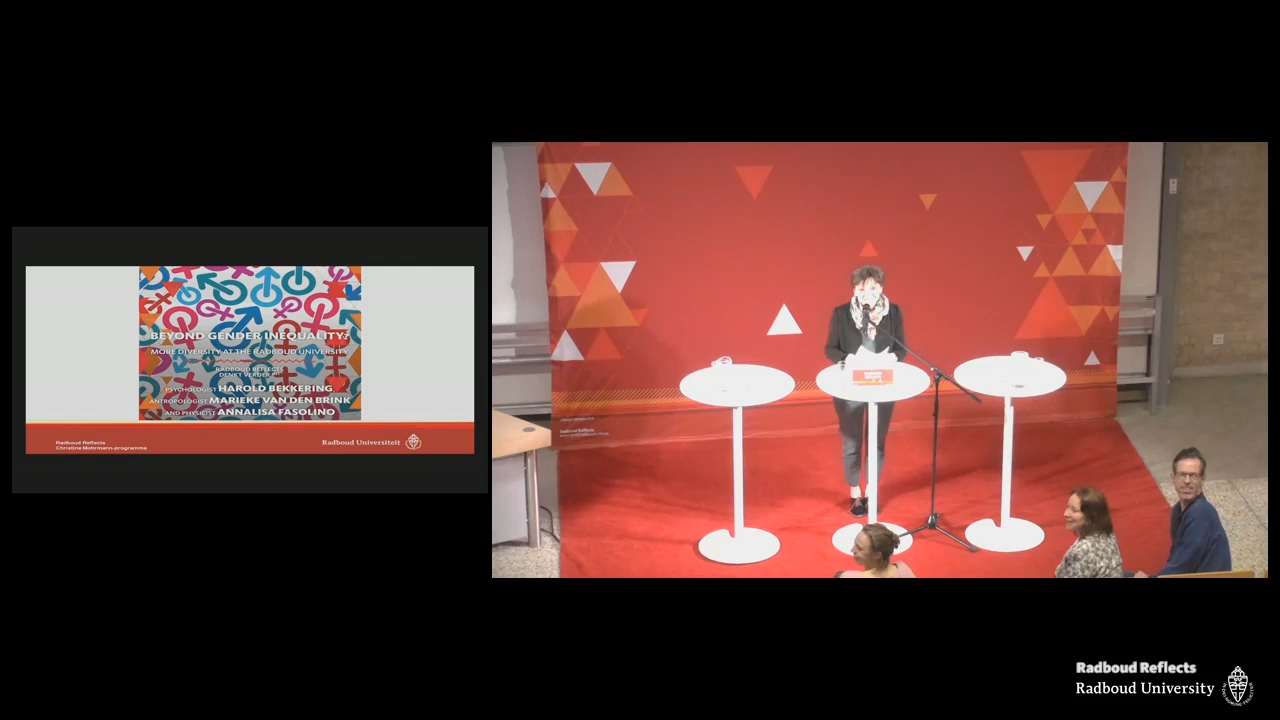 BEYOND GENDER INEQUALITY?
MORE DIVERSITY AT THE RADBOUD UNIVERSITY
RADBOUD REFLECTS
DENKT VERDER
PSYCHOLOGIST HAROLD BEKKERING
ANTROPOLOGIST MARIEKE VAN DEN BRINK
AND PHYSICIST ANNALISA FASOLINO
Radboud Reflects
Christine Mohrmann-programma
Radboud Universiteit
Radboud Reflects
Radboud University